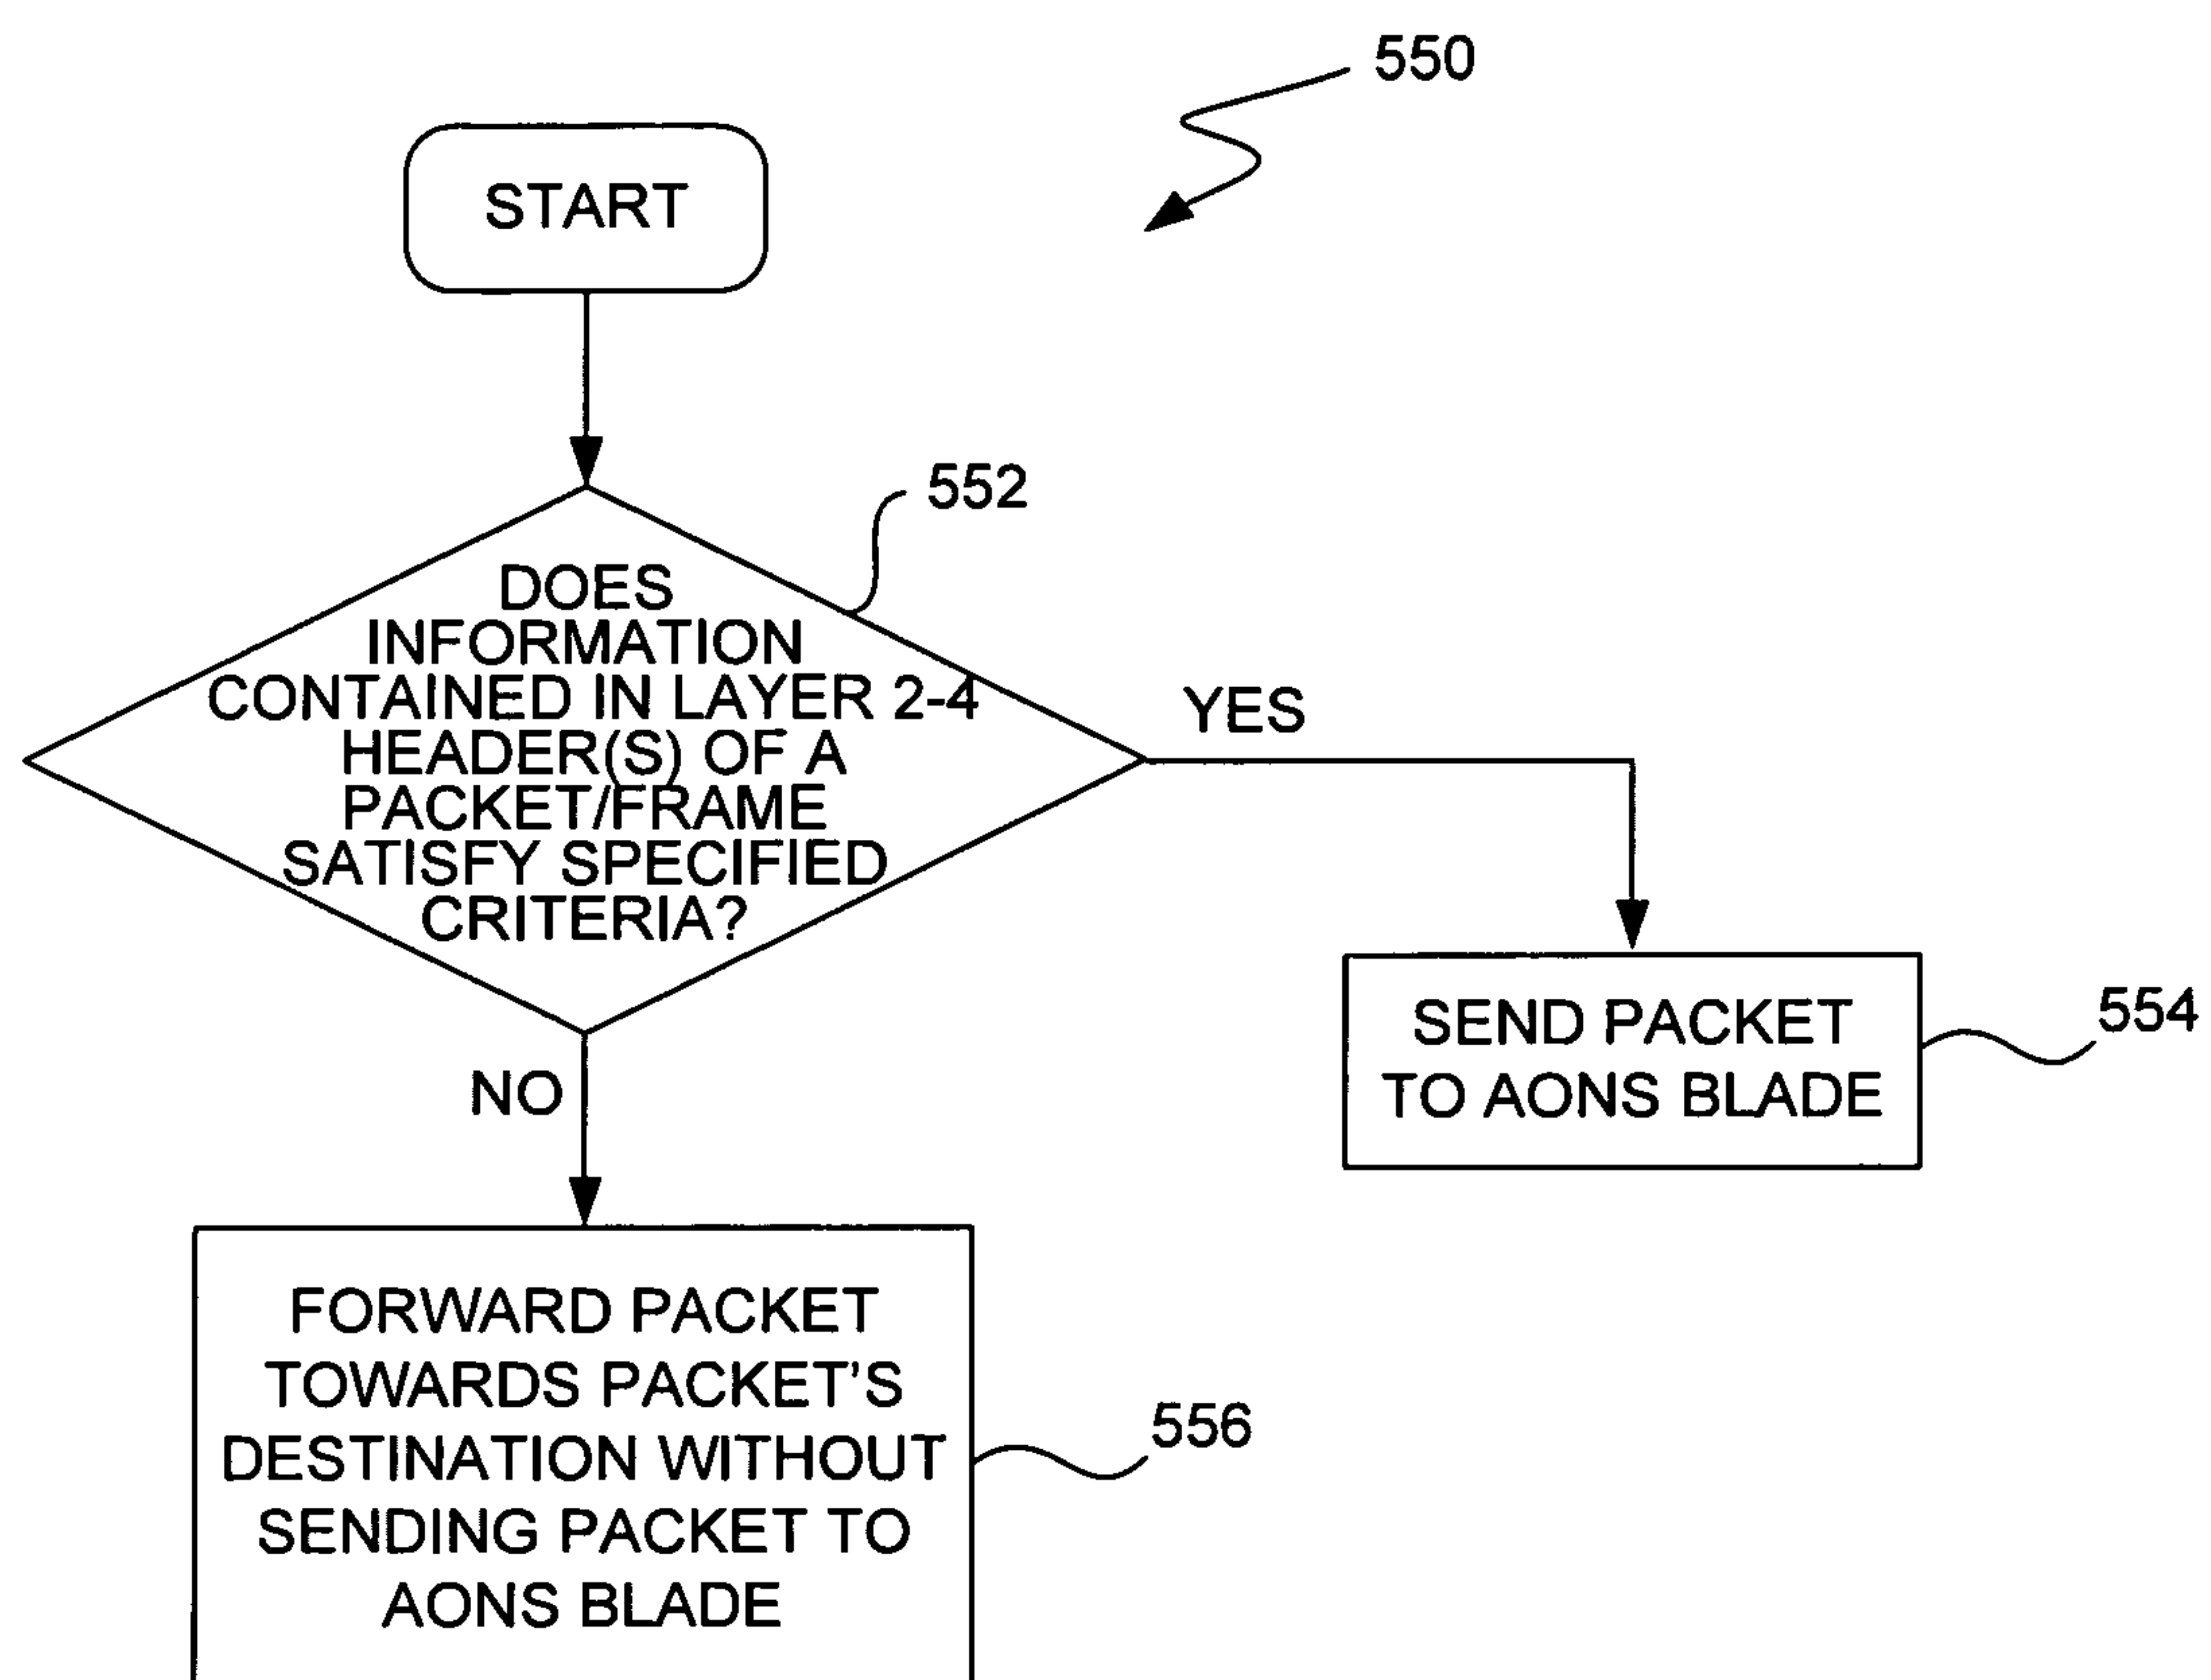 550
START
552
DOES
INFORMATION
CONTAINED IN LAYER 2-4
HEADER(S) OF A
PACKET/FRAME
SATISFY SPECIFIED
CRITERIA?
YES
NO
SEND PACKET
TO AONS BLADE
554
FORWARD PACKET
TOWARDS PACKET'S
DESTINATION WITHOUT
SENDING PACKET TO
AONS BLADE
556